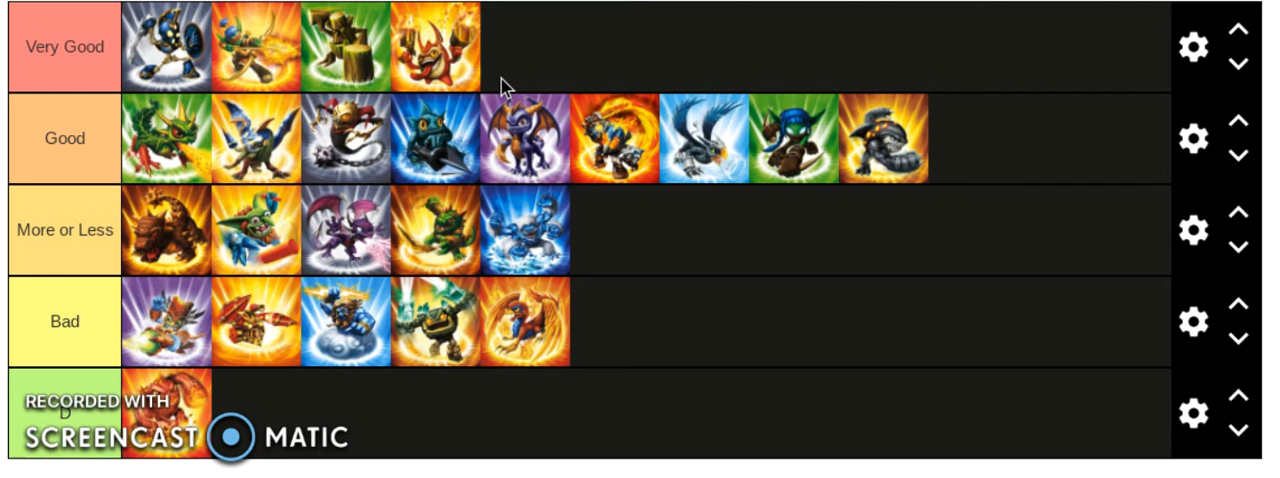 Very Good
Good
More or Less
Bad
D
RECORDED WITH
SCREENCAST MATIC